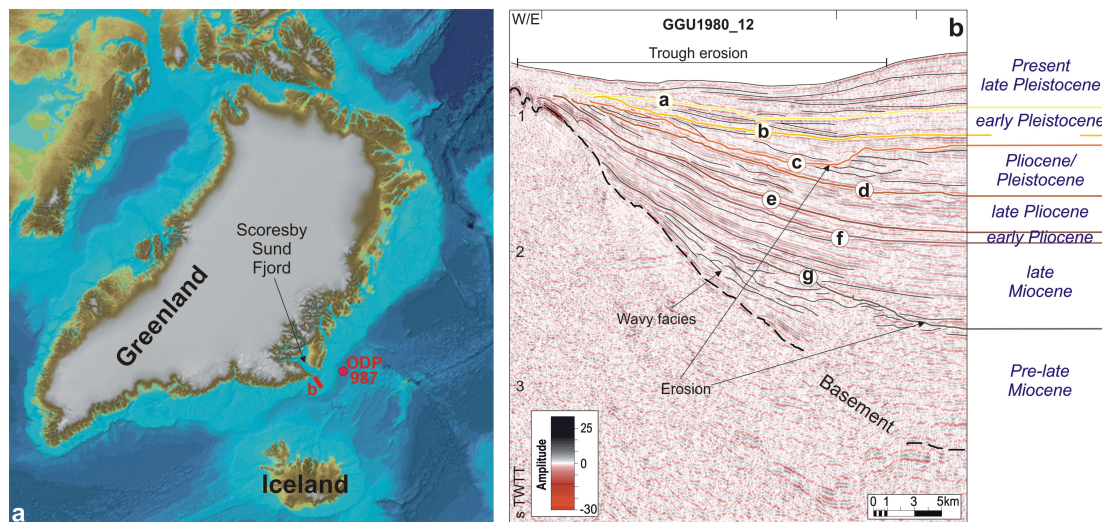 Scoresby
Sund
Fjord
Greenland
ODP
987
b
Iceland
a
W/E
GGU1980_12
b
Trough erosion
a
b
c
d
e
f
g
1
2
3
s TWTT
Wavy facies
Erosion
Basement
Amplitude
25
0
-30
0 1 3 5km
Present
late Pleistocene
early Pleistocene
Pliocene/
Pleistocene
late Pliocene
early Pliocene
late
Miocene
Pre-late
Miocene